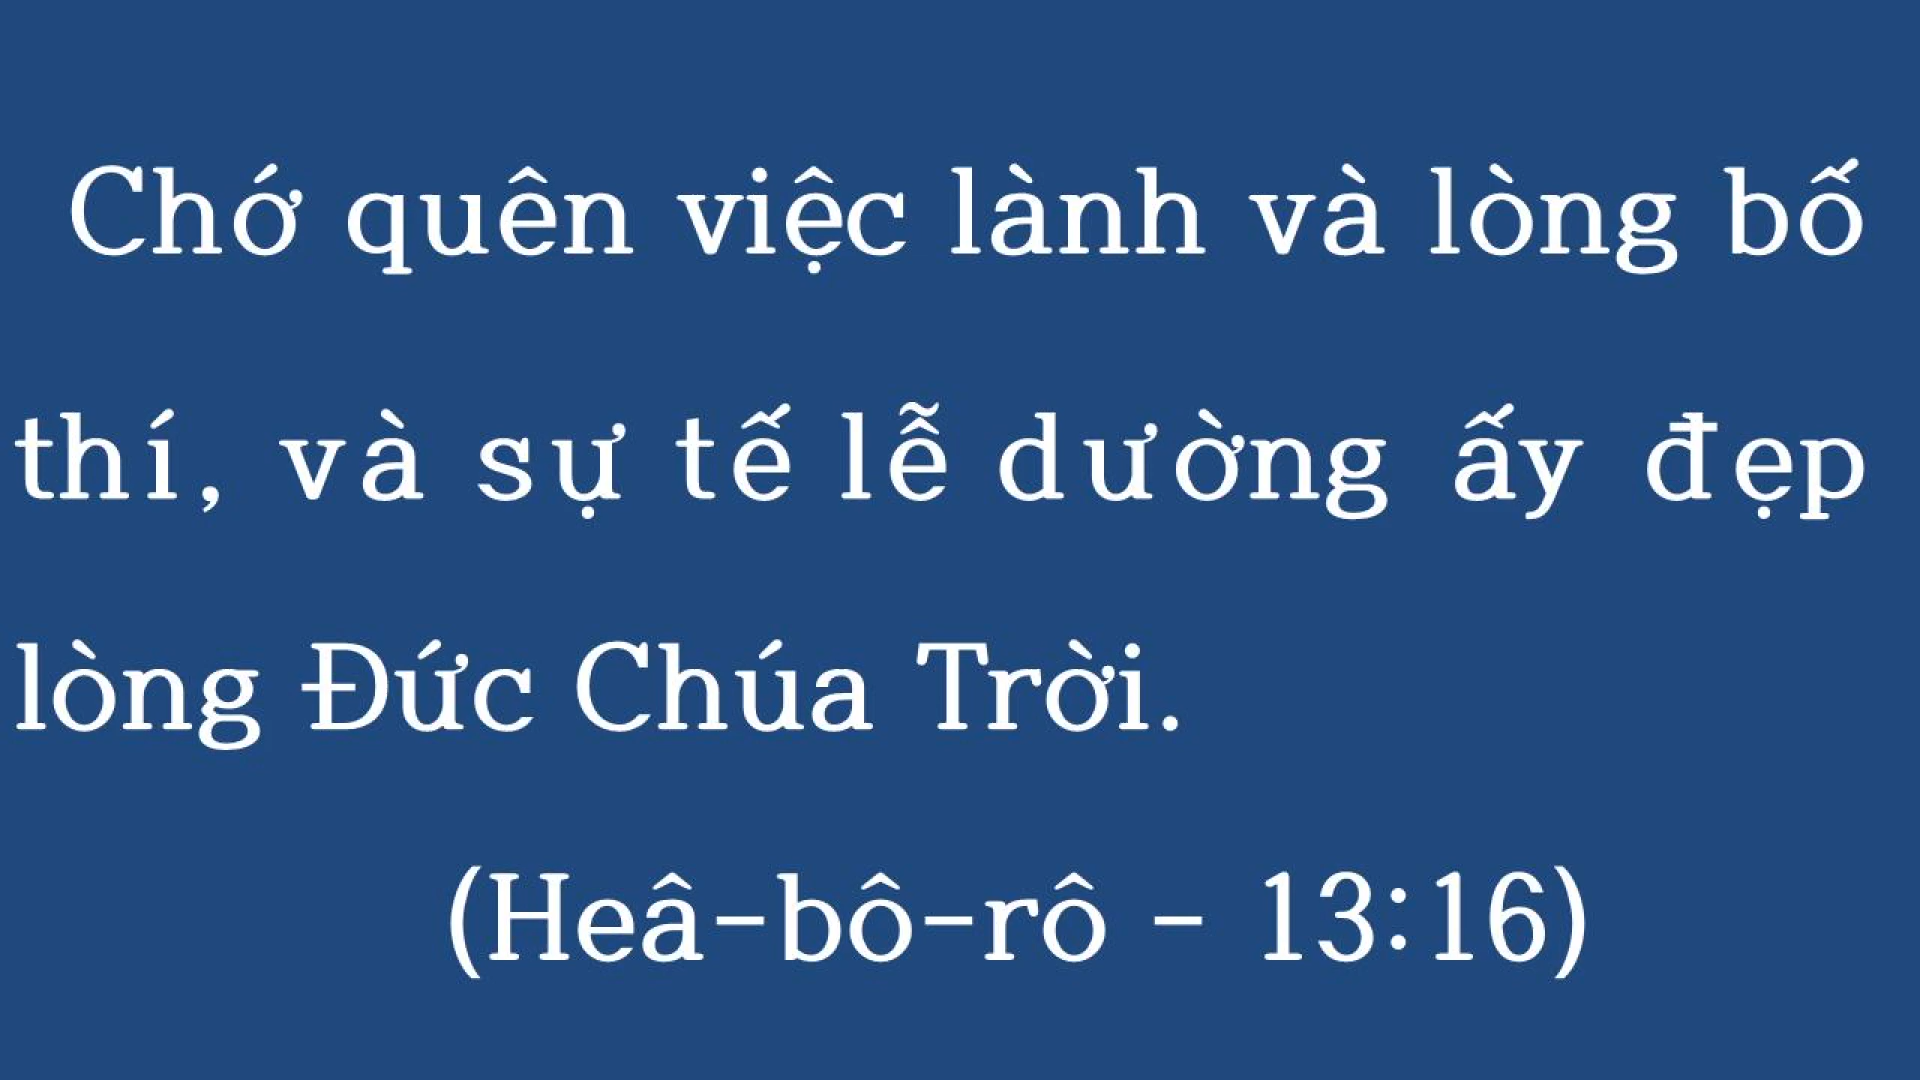 Chớ quên việc lành và lòng bố
thí, và sự tế lễ dường ấy đẹp
lòng Đức Chúa Trời.
(Heâ-bô-rô - 13:16)